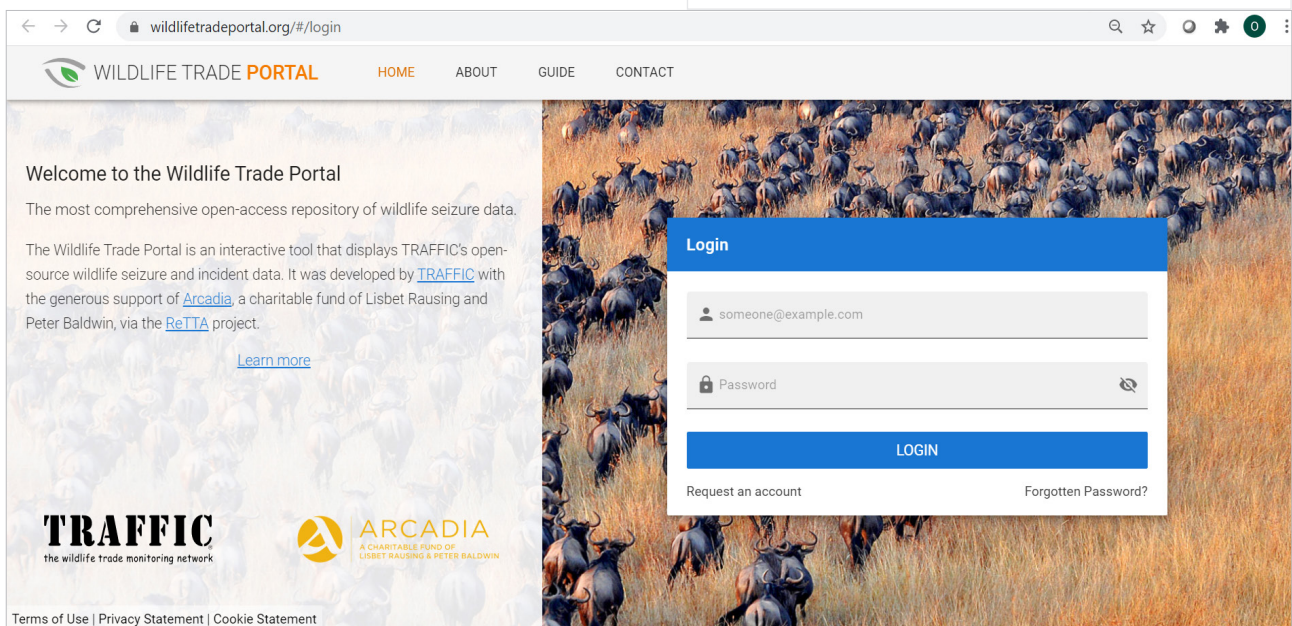 wildlifetradeportal.org/#/login
O
WILDLIFE TRADE PORTAL
HOME
ABOUT
GUIDE
CONTACT
Welcome to the Wildlife Trade Portal
The most comprehensive open-access repository of wildlife seizure data.
The Wildlife Trade Portal is an interactive tool that displays TRAFFIC's open-
source wildlife seizure and incident data. It was developed by TRAFFIC with
the generous support of Arcadia, a charitable fund of Lisbet Rausing and
Peter Baldwin, via the ReTTA project.
Learn more
TRAFFIC
the wildlife trade monitoring network
ARCADIA
A CHARITABLE FUND OF
LISBET RAUSING & PETER BALDWIN
Terms of Use | Privacy Statement | Cookie Statement
Login
someone@example.com
Password
LOGIN
Request an account
Forgotten Password?